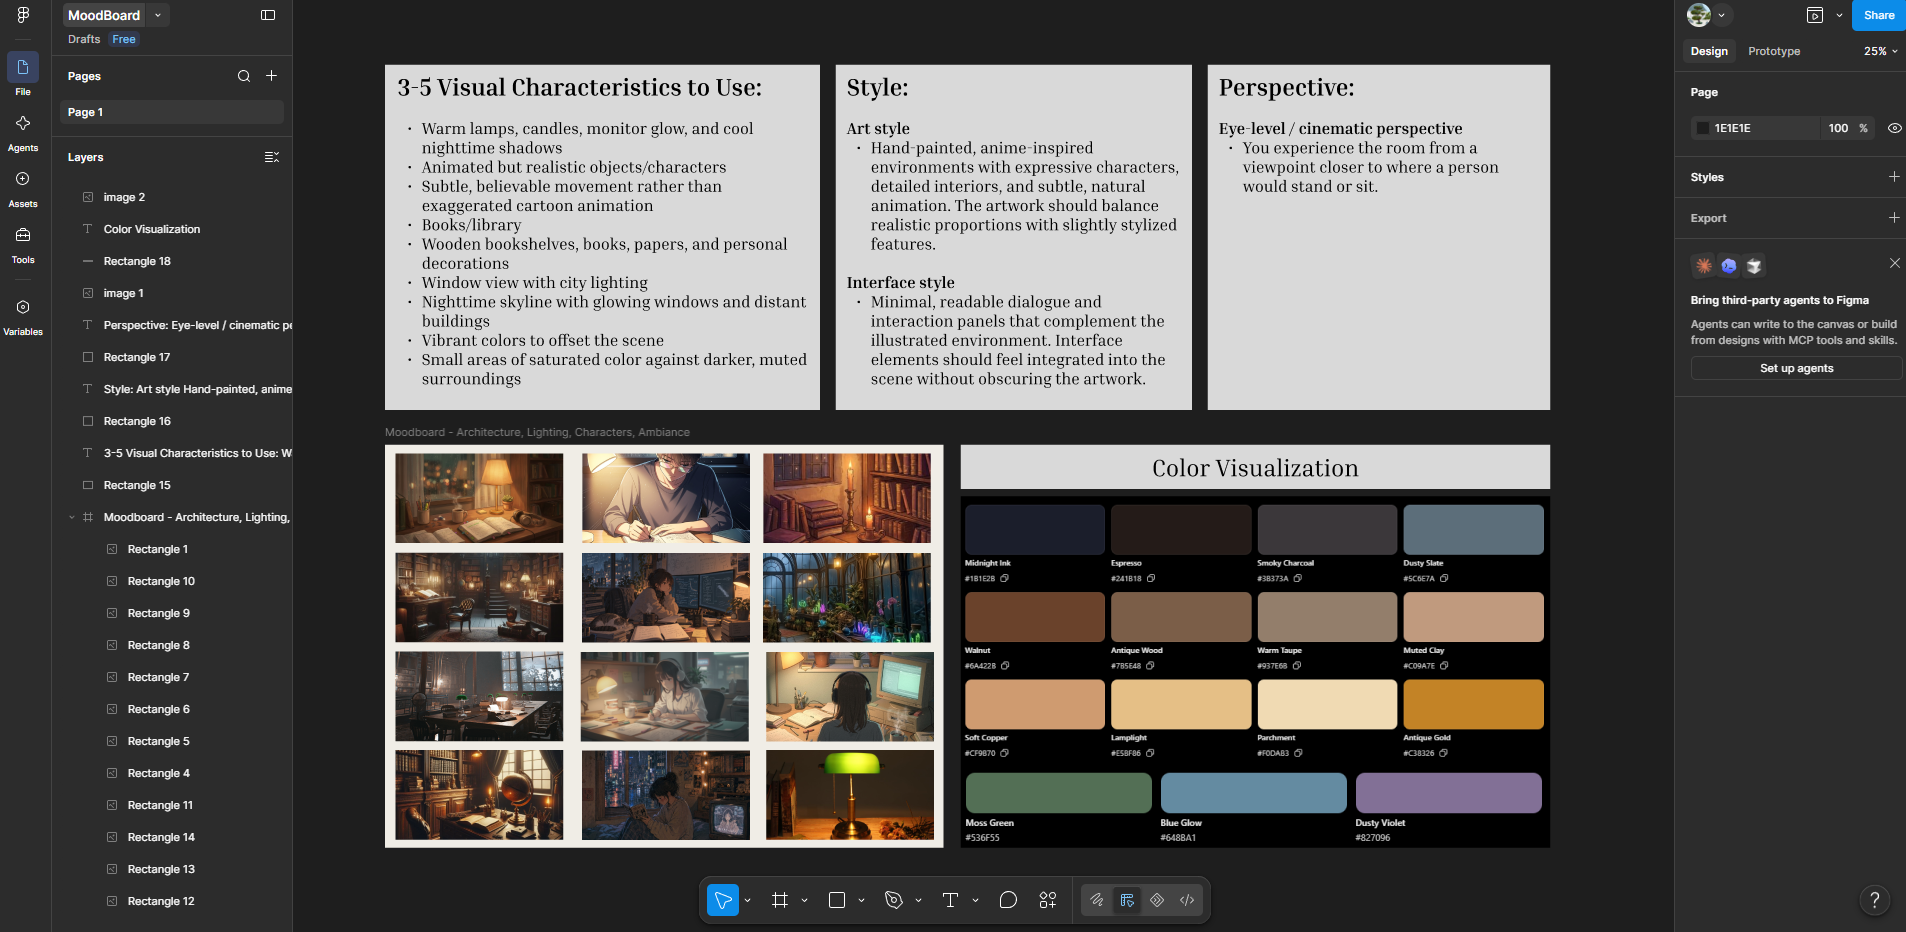 MoodBoard
Drafts Free
File
Agents
Assets
Tools
Variables
Pages
Page 1
Layers
image 2
Color Visualization
Rectangle 18
image 1
Perspective: Eye-level / cinematic pe
Rectangle 17
Style: Art style Hand-painted, anime
Rectangle 16
3-5 Visual Characteristics to Use: W
Rectangle 15
Moodboard - Architecture, Lighting,
Rectangle 1
Rectangle 10
Rectangle 9
Rectangle 8
Rectangle 7
Rectangle 6
Rectangle 5
Rectangle 4
Rectangle 11
Rectangle 14
Rectangle 13
Rectangle 12
3-5 Visual Characteristics to Use:
• Warm lamps, candles, monitor glow, and cool
nighttime shadows
• Animated but realistic objects/characters
• Subtle, believable movement rather than
exaggerated cartoon animation
• Books/library
• Wooden bookshelves, books, papers, and personal
decorations
• Window view with city lighting
• Nighttime skyline with glowing windows and distant
buildings
• Vibrant colors to offset the scene
• Small areas of saturated color against darker, muted
surroundings
Style:
Art style
• Hand-painted, anime-inspired
environments with expressive characters,
detailed interiors, and subtle, natural
animation. The artwork should balance
realistic proportions with slightly stylized
features.
Interface style
• Minimal, readable dialogue and
interaction panels that complement the
illustrated environment. Interface
elements should feel integrated into the
scene without obscuring the artwork.
Perspective:
Eye-level / cinematic perspective
• You experience the room from a
viewpoint closer to where a person
would stand or sit.
Moodboard - Architecture, Lighting, Characters, Ambiance
Color Visualization
Midnight Ink Espresso Smoky Charcoal Dusty Slate
#1B1E2B #241B18 #3B373A #5C6E7A
Walnut Antique Wood Warm Taupe Muted Clay
#6A422B #7B5E48 #937E6B #C09A7E
Soft Copper Lamplight Parchment Antique Gold
#CF9B70 #E5BF86 #F0DAB3 #C38326
Moss Green Blue Glow Dusty Violet
#536F55 #648BA1 #827096
Share
Design Prototype 25%
Page
1E1E1E 100 %
Styles
Export
Bring third-party agents to Figma
Agents can write to the canvas or build
from designs with MCP tools and skills.
Set up agents
?